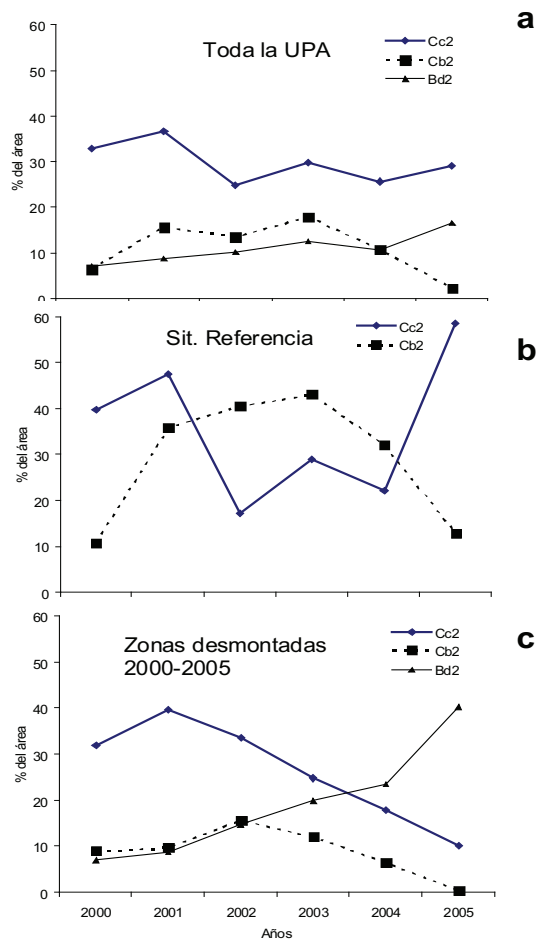 a
Toda la UPA
Cc2
Cb2
Bd2
60
50
40
30
20
10
0
% del área
b
Sit. Referencia
Cc2
Cb2
60
50
40
30
20
10
0
% del área
c
Zonas desmontadas
2000-2005
Cc2
Cb2
Bd2
60
50
40
30
20
10
0
% del área
2000 2001 2002 2003 2004 2005
Años